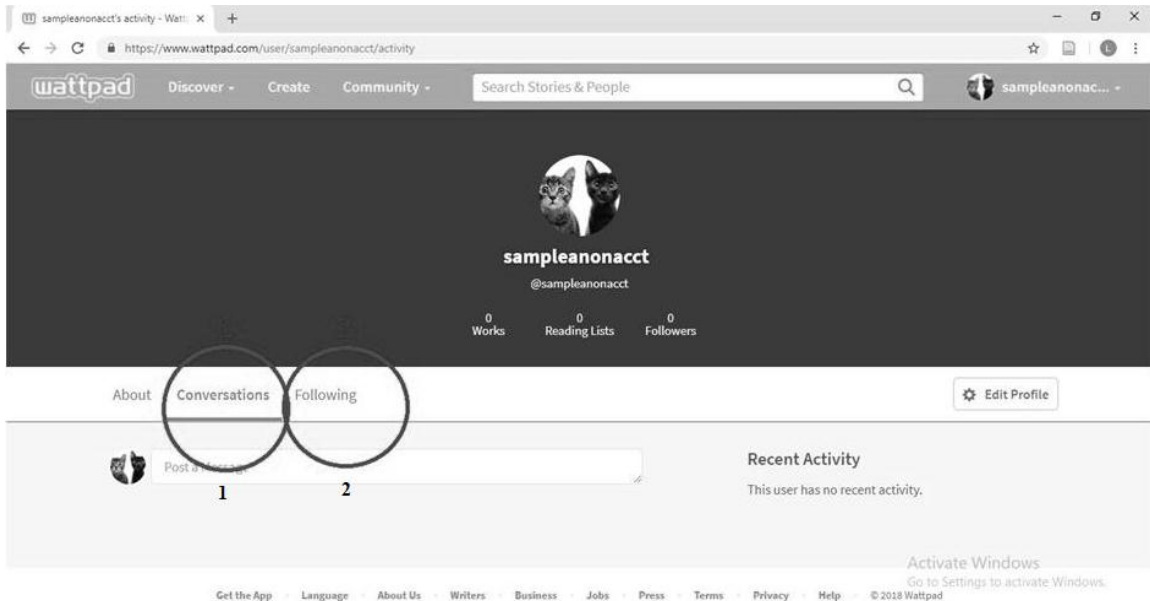 sampleanonacct's activity - Watt
https://www.wattpad.com/user/sampleanonacct/activity
L
wattpad Discover Create Community Search Stories & People sampleanonac...
sampleanonacct
@sampleanonacct
0 0 0
Works Reading Lists Followers
About Conversations Following Edit Profile
Post a Message Recent Activity
1 2 This user has no recent activity.
Activate Windows
Go to Settings to activate Windows.
Get the App Language About Us Writers Business Jobs Press Terms Privacy Help © 2018 Wattpad